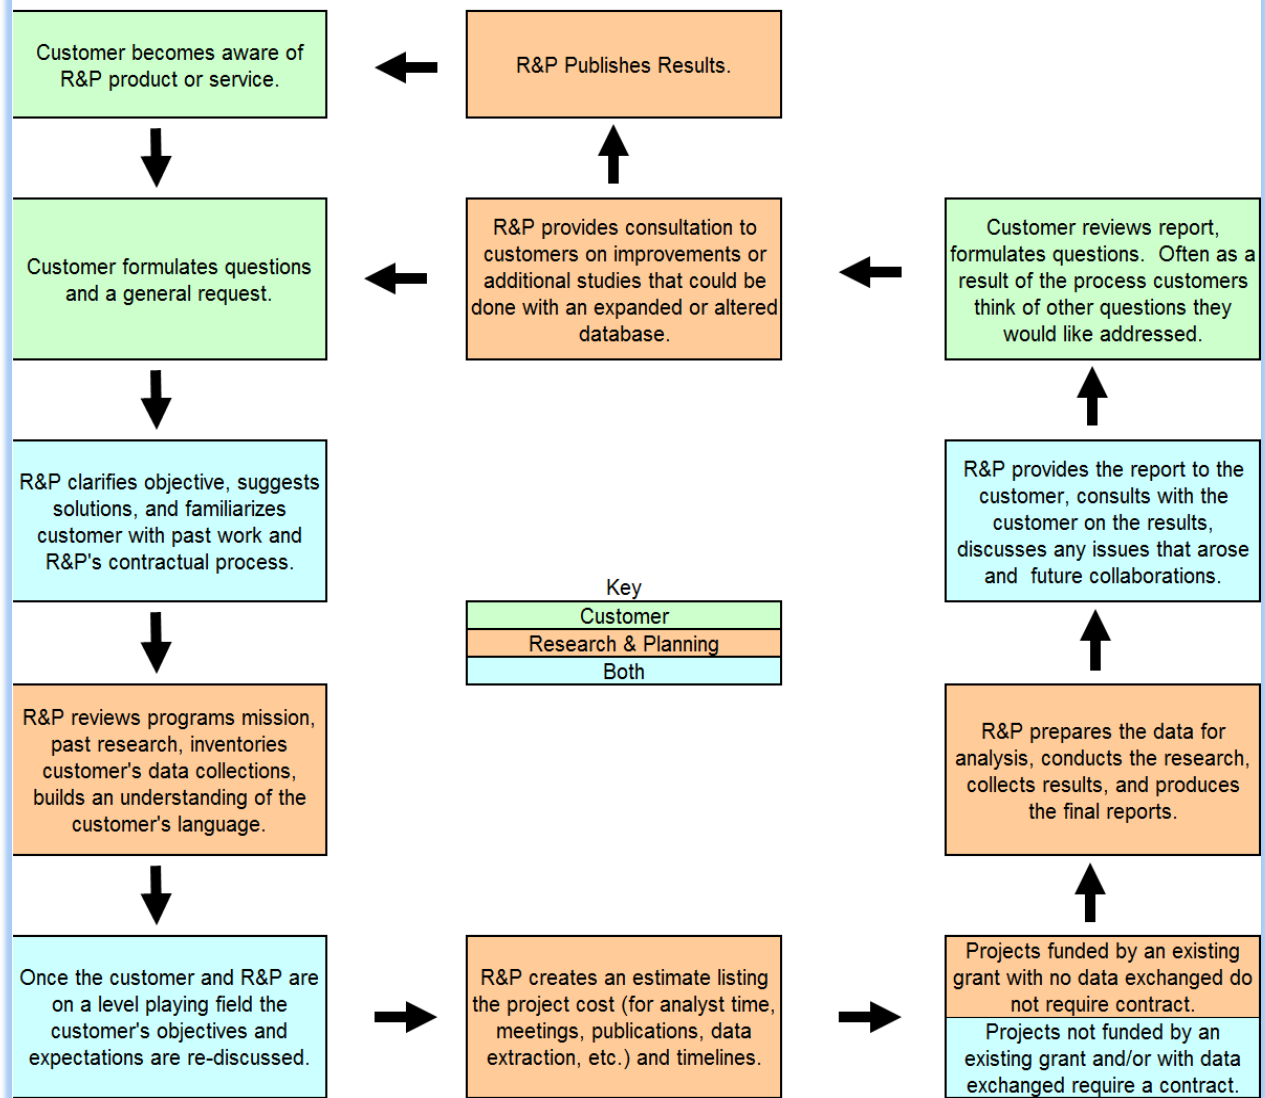 Customer becomes aware of
R&P product or service.
R&P Publishes Results.
Customer formulates questions
and a general request.
R&P provides consultation to
customers on improvements or
additional studies that could be
done with an expanded or altered
database.
Customer reviews report,
formulates questions.  Often as a
result of the process customers
think of other questions they
would like addressed.
R&P clarifies objective, suggests
solutions, and familiarizes
customer with past work and
R&P's contractual process.
R&P provides the report to the
customer, consults with the
customer on the results,
discusses any issues that arose
and  future collaborations.
Key
Customer
Research & Planning
Both
R&P reviews programs mission,
past research, inventories
customer's data collections,
builds an understanding of the
customer's language.
R&P prepares the data for
analysis, conducts the research,
collects results, and produces
the final reports.
Once the customer and R&P are
on a level playing field the
customer's objectives and
expectations are re-discussed.
R&P creates an estimate listing
the project cost (for analyst time,
meetings, publications, data
extraction, etc.) and timelines.
Projects funded by an existing
grant with no data exchanged do
not require contract.
Projects not funded by an
existing grant and/or with data
exchanged require a contract.